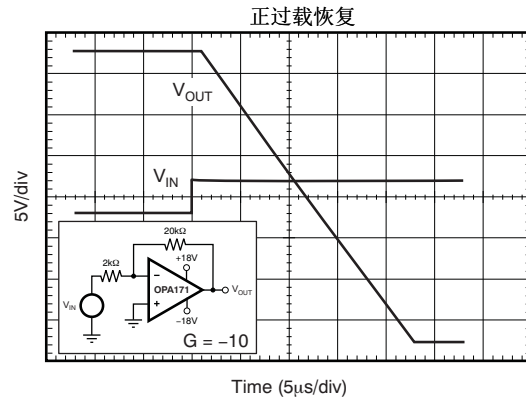 正过载恢复
V_OUT
V_IN
5V/div
20kΩ
+18V
2kΩ
−
OPA171
+
V_OUT
V_IN
−18V
G = −10
Time (5μs/div)